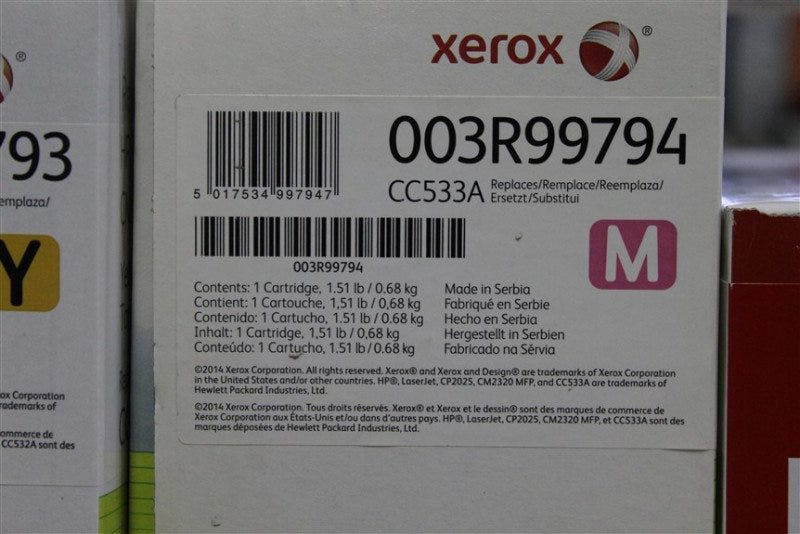 xerox ®
003R99794
5 017534 997947
CC533A Replaces/Remplace/Reemplaza/
Ersetzt/Substitui
003R99794
M
Contents: 1 Cartridge, 1.51 lb / 0.68 kg Made in Serbia
Contient: 1 Cartouche, 1,51 lb / 0,68 kg Fabriqué en Serbie
Contenido: 1 Cartucho, 1.51 lb / 0.68 kg Hecho en Serbia
Inhalt: 1 Cartridge, 1,51 lb / 0,68 kg Hergestellt in Serbien
Conteúdo: 1 Cartucho, 1.51 lb / 0.68 kg Fabricado na Sérvia
©2014 Xerox Corporation. All rights reserved. Xerox® and Xerox and Design® are trademarks of Xerox Corporation
in the United States and/or other countries. HP®, LaserJet, CP2025, CM2320 MFP, and CC533A are trademarks of
Hewlett Packard Industries, Ltd.
©2014 Xerox Corporation. Tous droits réservés. Xerox® et Xerox et le dessin® sont des marques de commerce de
Xerox Corporation aux États-Unis et/ou dans d'autres pays. HP®, LaserJet, CP2025, CM2320 MFP, et CC533A sont des
marques déposées de Hewlett Packard Industries, Ltd.
®
793
Y
Corporation
of
CC532A sont des